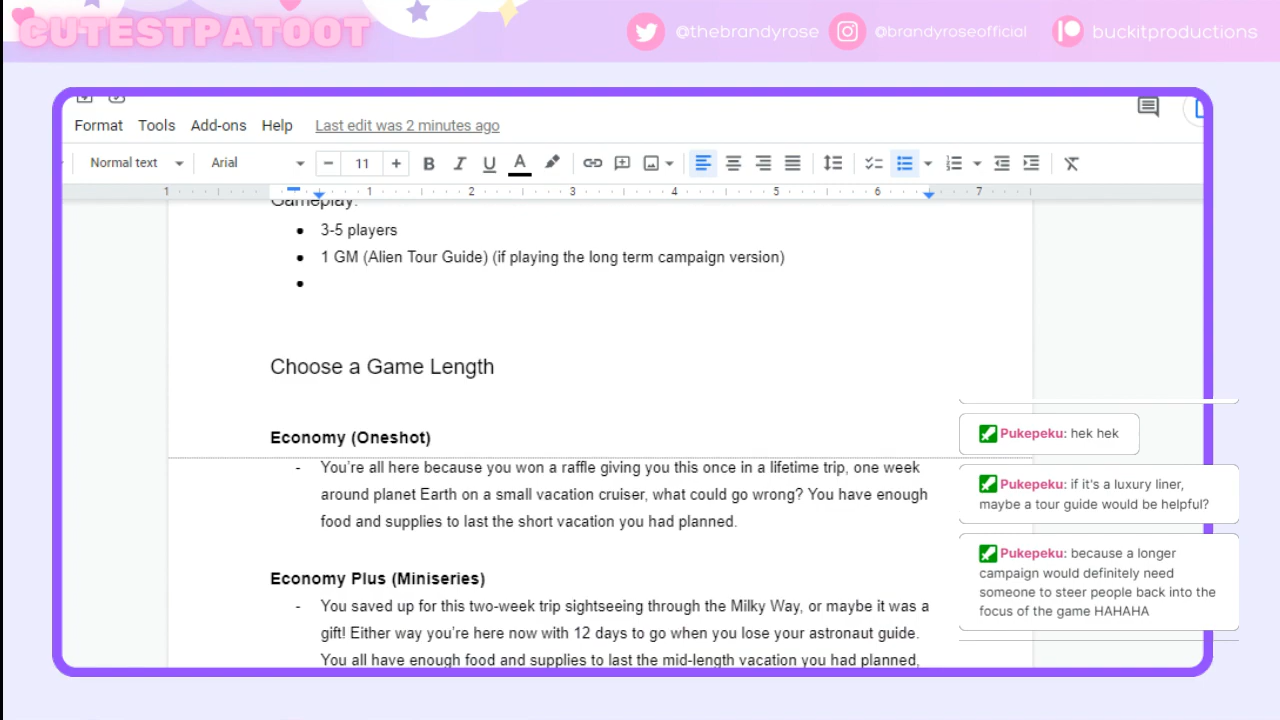 CUTESTPATOOT
@thebrandyrose @brandyroseofficial buckitproductions
Format Tools Add-ons Help Last edit was 2 minutes ago
Normal text Arial − 11 + B I U A
1 1 2 3 4 5 6 7
Gameplay:
● 3-5 players
● 1 GM (Alien Tour Guide) (if playing the long term campaign version)
●
Choose a Game Length
Economy (Oneshot)
- You're all here because you won a raffle giving you this once in a lifetime trip, one week
around planet Earth on a small vacation cruiser, what could go wrong? You have enough
food and supplies to last the short vacation you had planned.
Economy Plus (Miniseries)
- You saved up for this two-week trip sightseeing through the Milky Way, or maybe it was a
gift! Either way you're here now with 12 days to go when you lose your astronaut guide.
You all have enough food and supplies to last the mid-length vacation you had planned,
Pukepeku: hek hek
Pukepeku: if it's a luxury liner,
maybe a tour guide would be helpful?
Pukepeku: because a longer
campaign would definitely need
someone to steer people back into the
focus of the game HAHAHA